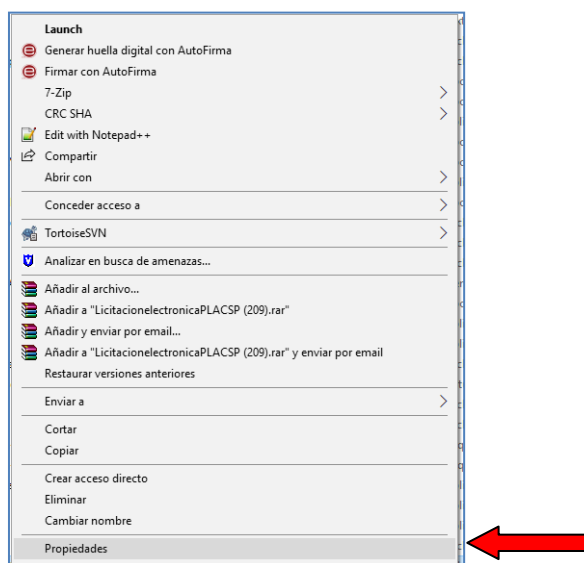 Launch
Generar huella digital con AutoFirma
Firmar con AutoFirma
7-Zip
CRC SHA
Edit with Notepad++
Compartir
Abrir con
Conceder acceso a
TortoiseSVN
Analizar en busca de amenazas...
Añadir al archivo...
Añadir a "LicitacionelectronicaPLACSP (209).rar"
Añadir y enviar por email...
Añadir a "LicitacionelectronicaPLACSP (209).rar" y enviar por email
Restaurar versiones anteriores
Enviar a
Cortar
Copiar
Crear acceso directo
Eliminar
Cambiar nombre
Propiedades